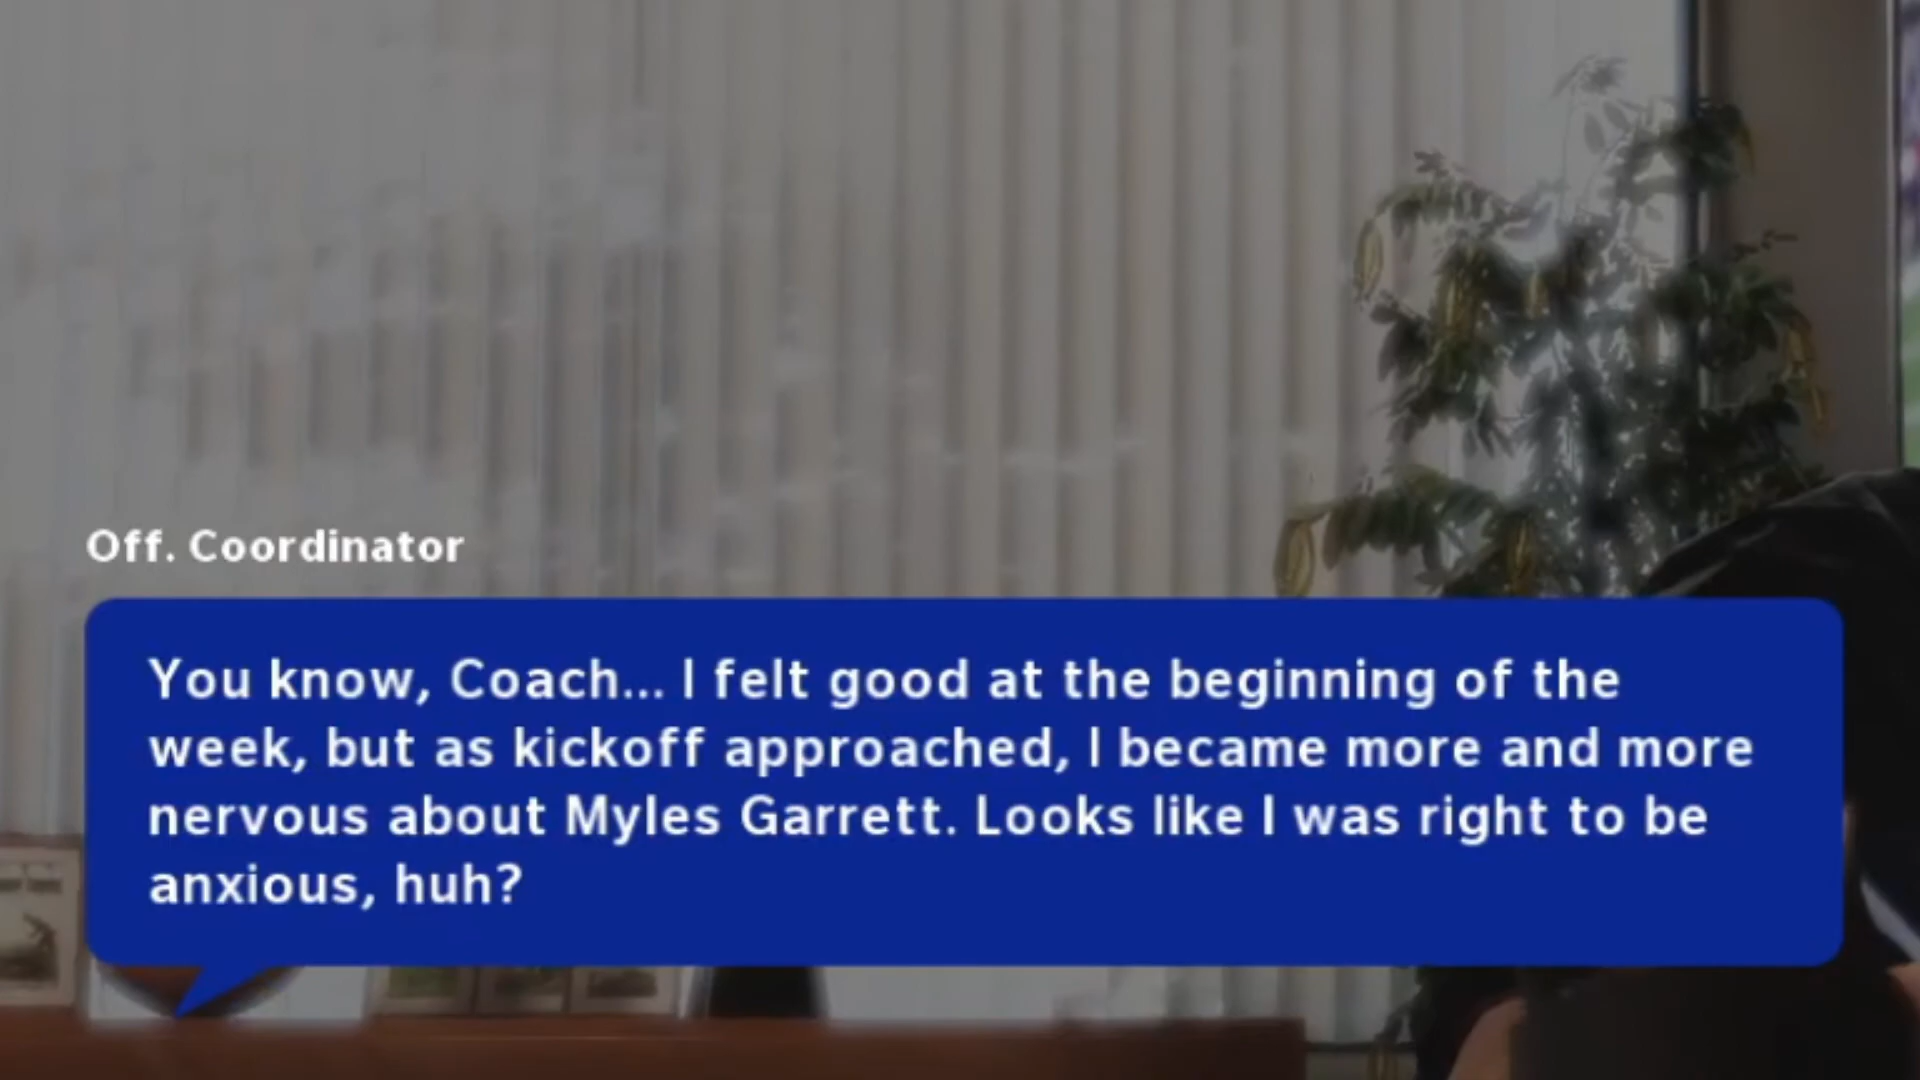 Off. Coordinator
You know, Coach... I felt good at the beginning of the
week, but as kickoff approached, I became more and more
nervous about Myles Garrett. Looks like I was right to be
anxious, huh?